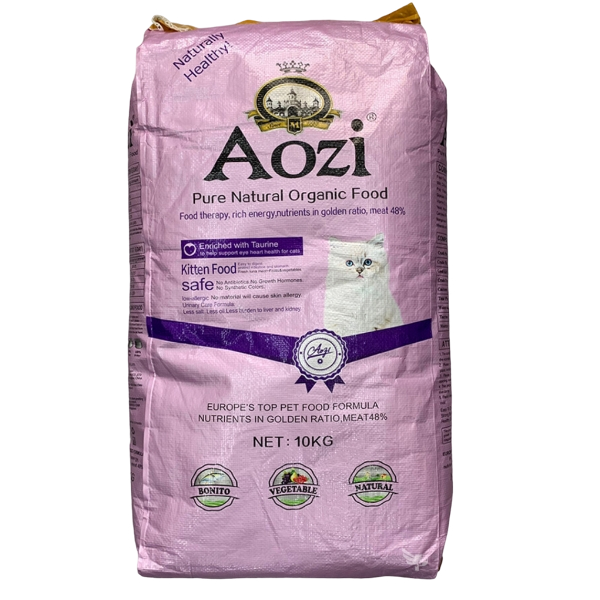 Naturally
Healthy!
Aozi®
Pure Natural Organic Food
Food therapy, rich energy,nutrients in golden ratio, meat 48%
Enriched with Taurine
to help support eye heart health for cats
Kitten Food
safe
No Antibiotics No Growth Hormones
No Synthetic Colors
low-allergic No material will cause skin allergy
Urinary Care Formula
Less salt. Less oil.Less burden to liver and kidney
Aozi
EUROPE'S TOP PET FOOD FORMULA
NUTRIENTS IN GOLDEN RATIO,MEAT48%
NET: 10KG
BONITO
VEGETABLE
NATURAL